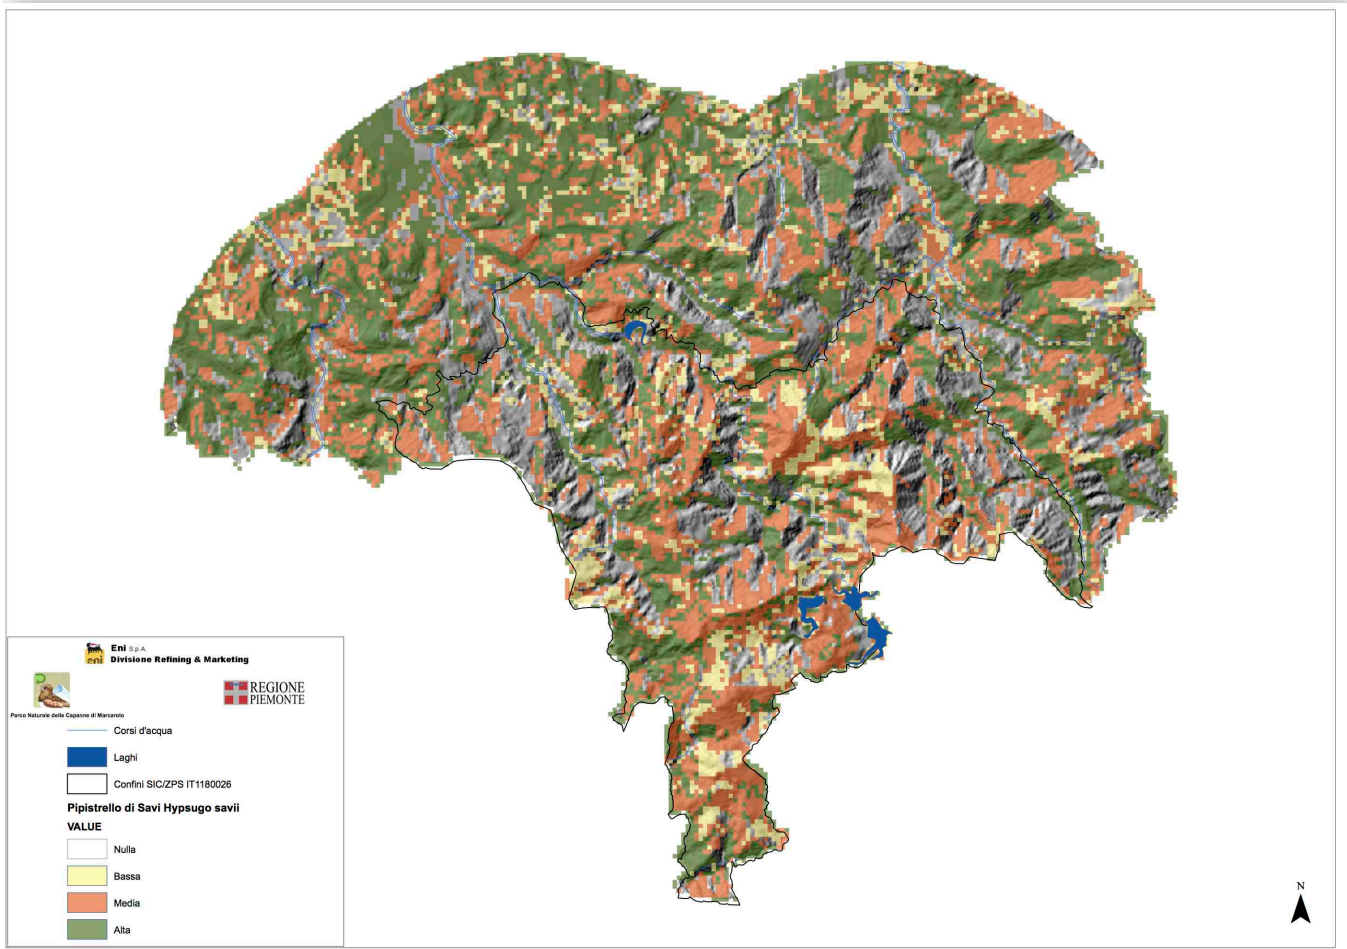 Eni S.p.A.
Divisione Refining & Marketing
eni
REGIONE
PIEMONTE
Parco Naturale delle Capanne di Marcarolo
Corsi d'acqua
Laghi
Confini SIC/ZPS IT1180026
Pipistrello di Savi Hypsugo savii
VALUE
Nulla
Bassa
Media
Alta
N